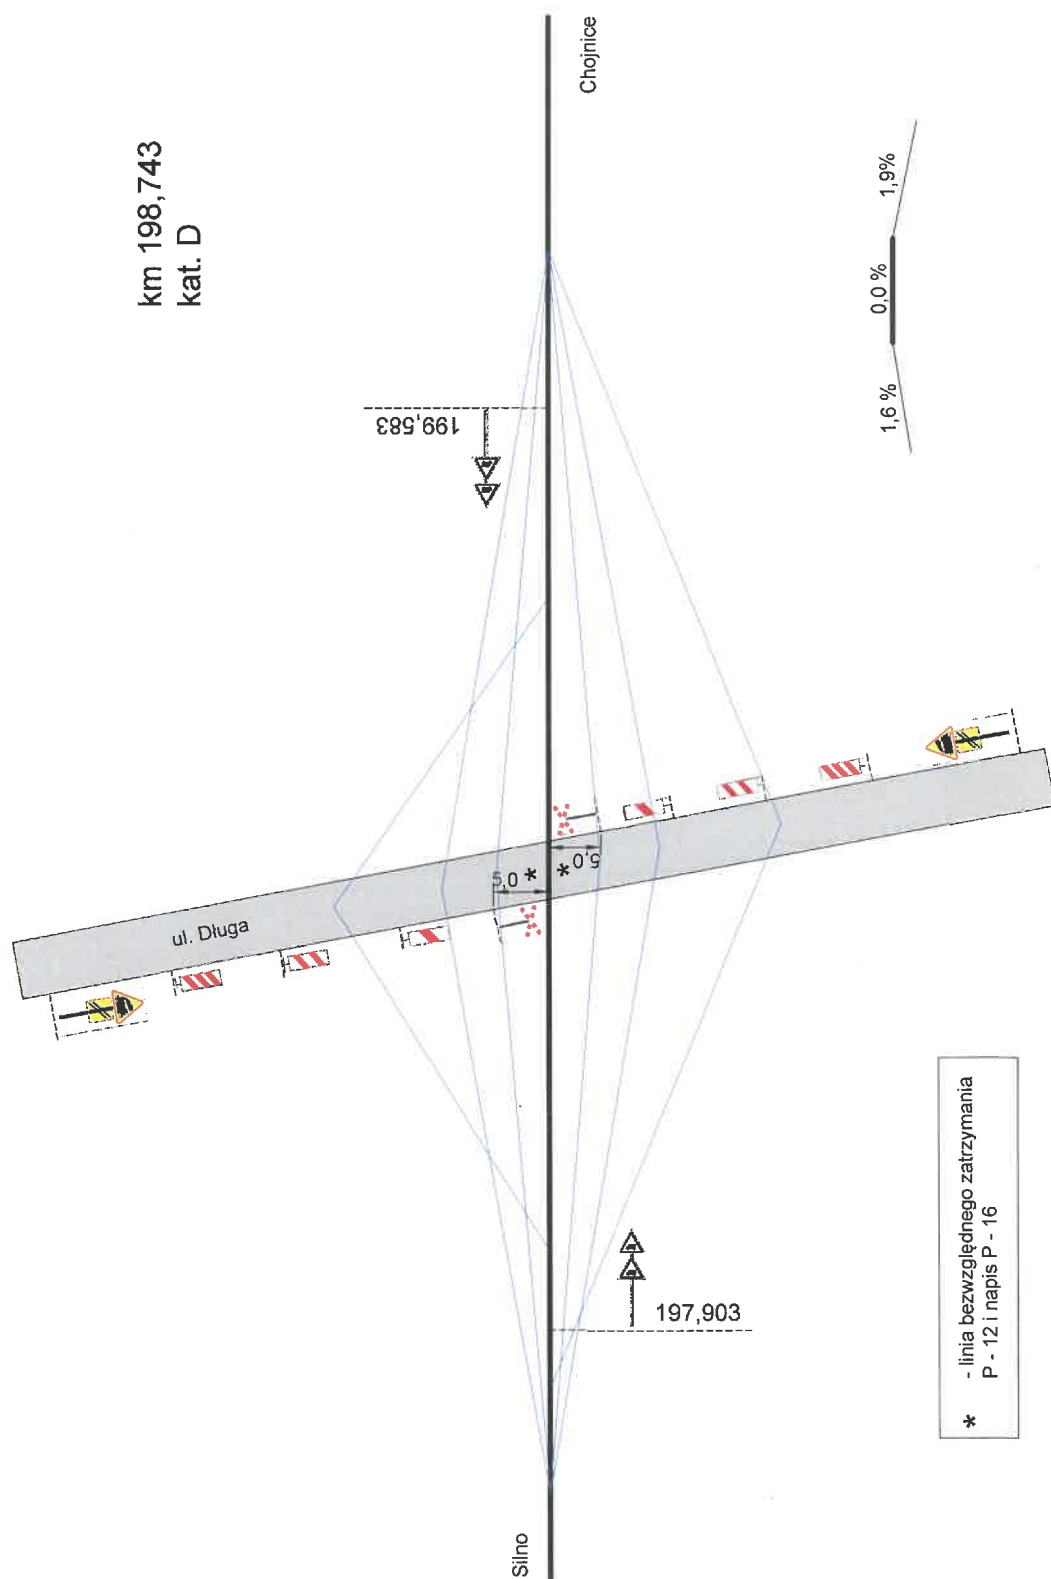 km 198,743
kat. D
Silno
Chojnice
199,583
197,903
ul. Długa
5,0 *
* 5,0
1,6 %
0,0 %
1,9%
* - linia bezwzględnego zatrzymania
P - 12 i napis P - 16